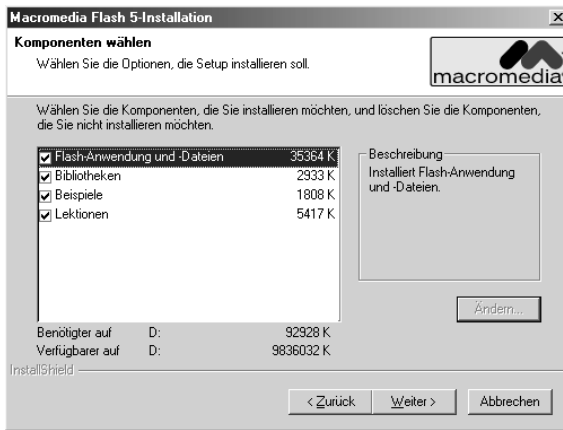 Macromedia Flash 5-Installation
Komponenten wählen
Wählen Sie die Optionen, die Setup installieren soll.
macromedia
Wählen Sie die Komponenten, die Sie installieren möchten, und löschen Sie die Komponenten,
die Sie nicht installieren möchten.
Flash-Anwendung und -Dateien 35364 K
Bibliotheken 2933 K
Beispiele 1808 K
Lektionen 5417 K
Beschreibung
Installiert Flash-Anwendung
und -Dateien.
Ändern...
Benötigter auf D: 92928 K
Verfügbarer auf D: 9836032 K
InstallShield
< Zurück Weiter > Abbrechen